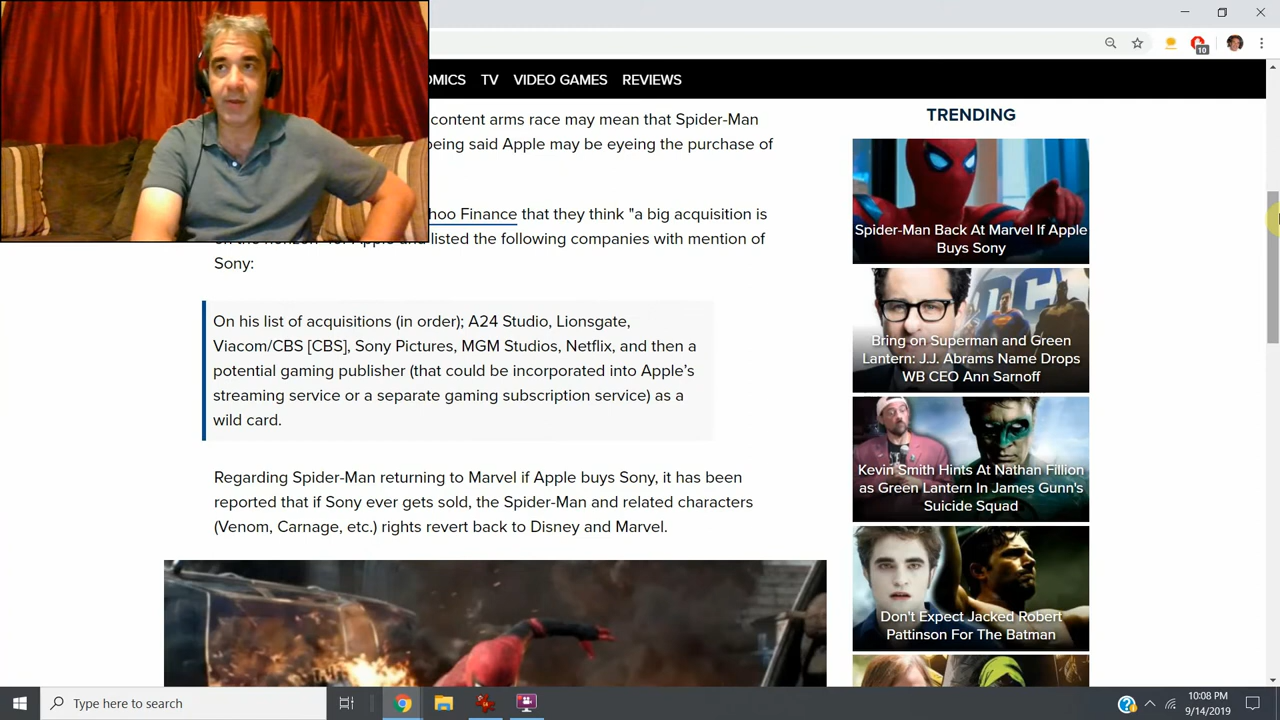 10
OMICS TV VIDEO GAMES REVIEWS
content arms race may mean that Spider-Man
being said Apple may be eyeing the purchase of
hoo Finance that they think "a big acquisition is
listed the following companies with mention of
Sony:
On his list of acquisitions (in order); A24 Studio, Lionsgate,
Viacom/CBS [CBS], Sony Pictures, MGM Studios, Netflix, and then a
potential gaming publisher (that could be incorporated into Apple's
streaming service or a separate gaming subscription service) as a
wild card.
Regarding Spider-Man returning to Marvel if Apple buys Sony, it has been
reported that if Sony ever gets sold, the Spider-Man and related characters
(Venom, Carnage, etc.) rights revert back to Disney and Marvel.
TRENDING
Spider-Man Back At Marvel If Apple
Buys Sony
Bring on Superman and Green
Lantern: J.J. Abrams Name Drops
WB CEO Ann Sarnoff
Kevin Smith Hints At Nathan Fillion
as Green Lantern In James Gunn's
Suicide Squad
Don't Expect Jacked Robert
Pattinson For The Batman
Type here to search
10:08 PM
9/14/2019